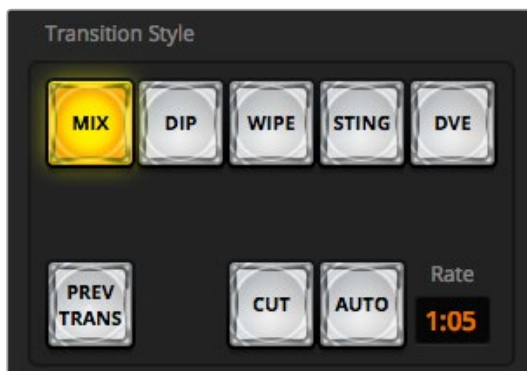 Transition Style
MIX DIP WIPE STING DVE
PREV
TRANS
CUT AUTO
Rate
1:05